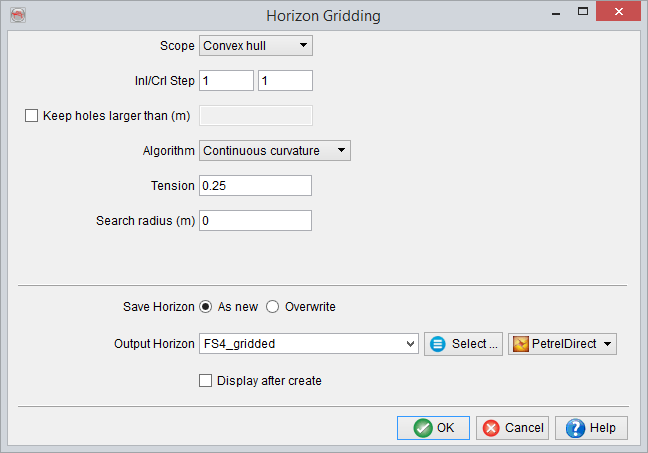 Horizon Gridding
Scope Convex hull
Inl/Crl Step 1 1
Keep holes larger than (m)
Algorithm Continuous curvature
Tension 0.25
Search radius (m) 0
Save Horizon As new Overwrite
Output Horizon FS4_gridded Select ... PetrelDirect
Display after create
OK Cancel Help